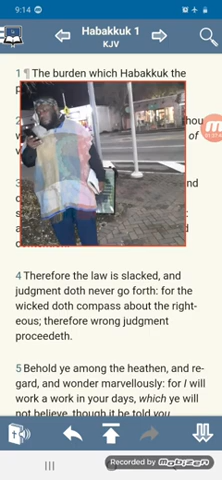 9:14
Habakkuk 1
KJV
1 ¶ The burden which Habakkuk the
p
2
thou
of
v
3
nd
4 Therefore the law is slacked, and
judgment doth never go forth: for the
wicked doth compass about the right-
eous; therefore wrong judgment
proceedeth.
5 Behold ye among the heathen, and re-
gard, and wonder marvellously: for I will
work a work in your days, which ye will
not believe, though it be told you.
Recorded by mobizen